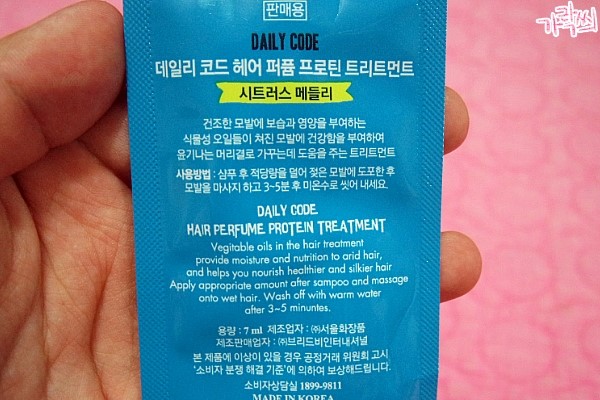 판매용
DAILY CODE
데일리 코드 헤어 퍼퓸 프로틴 트리트먼트
시트러스 메들리
건조한 모발에 보습과 영양을 부여하는
식물성 오일들이 쳐진 모발에 건강함을 부여하여
윤기나는 머리결로 가꾸는데 도움을 주는 트리트먼트
사용방법 : 샴푸 후 적당량을 덜어 젖은 모발에 도포한 후
모발을 마사지 하고 3~5분 후 미온수로 씻어 내세요.
DAILY CODE
HAIR PERFUME PROTEIN TREATMENT
Vegitable oils in the hair treatment
provide moisture and nutrition to arid hair,
and helps you nourish healthier and silkier hair
Apply appropriate amount after sampoo and massage
onto wet hair. Wash off with warm water
after 3~5 minuntes.
용량 : 7 ml 제조업자 : ㈜서울화장품
제조판매업자 : ㈜브리드비인터내셔널
본 제품에 이상이 있을 경우 공정거래 위원회 고시
'소비자 분쟁 해결 기준'에 의하여 보상해드립니다.
소비자상담실 1899-9811
MADE IN KOREA